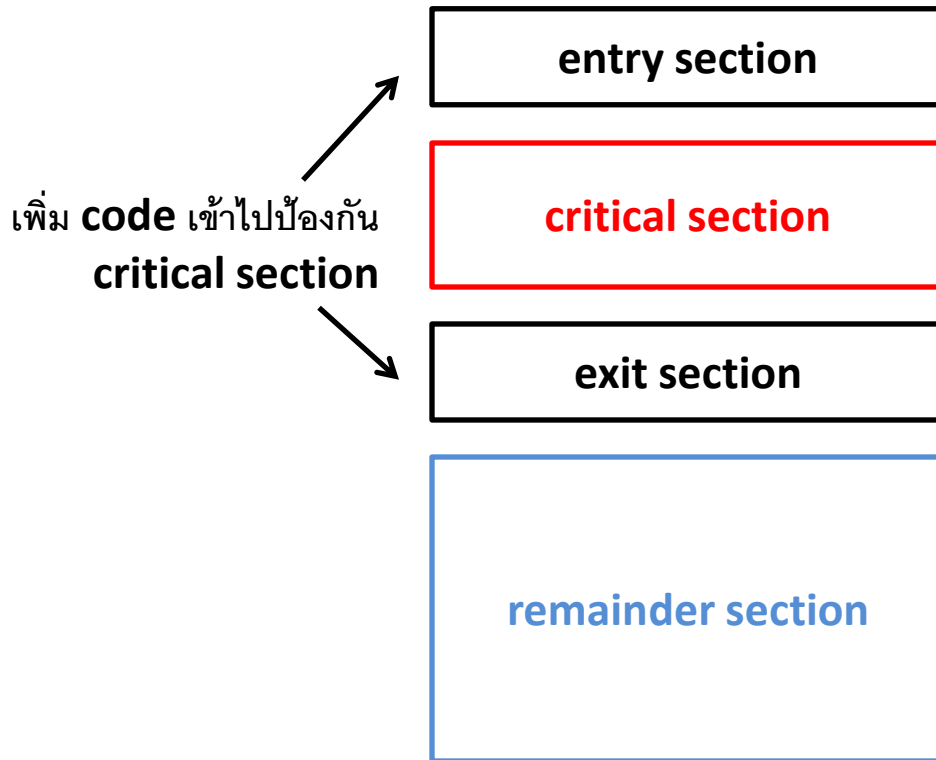 entry section
เพิ่ม code เข้าไปป้องกัน
critical section
critical section
exit section
remainder section